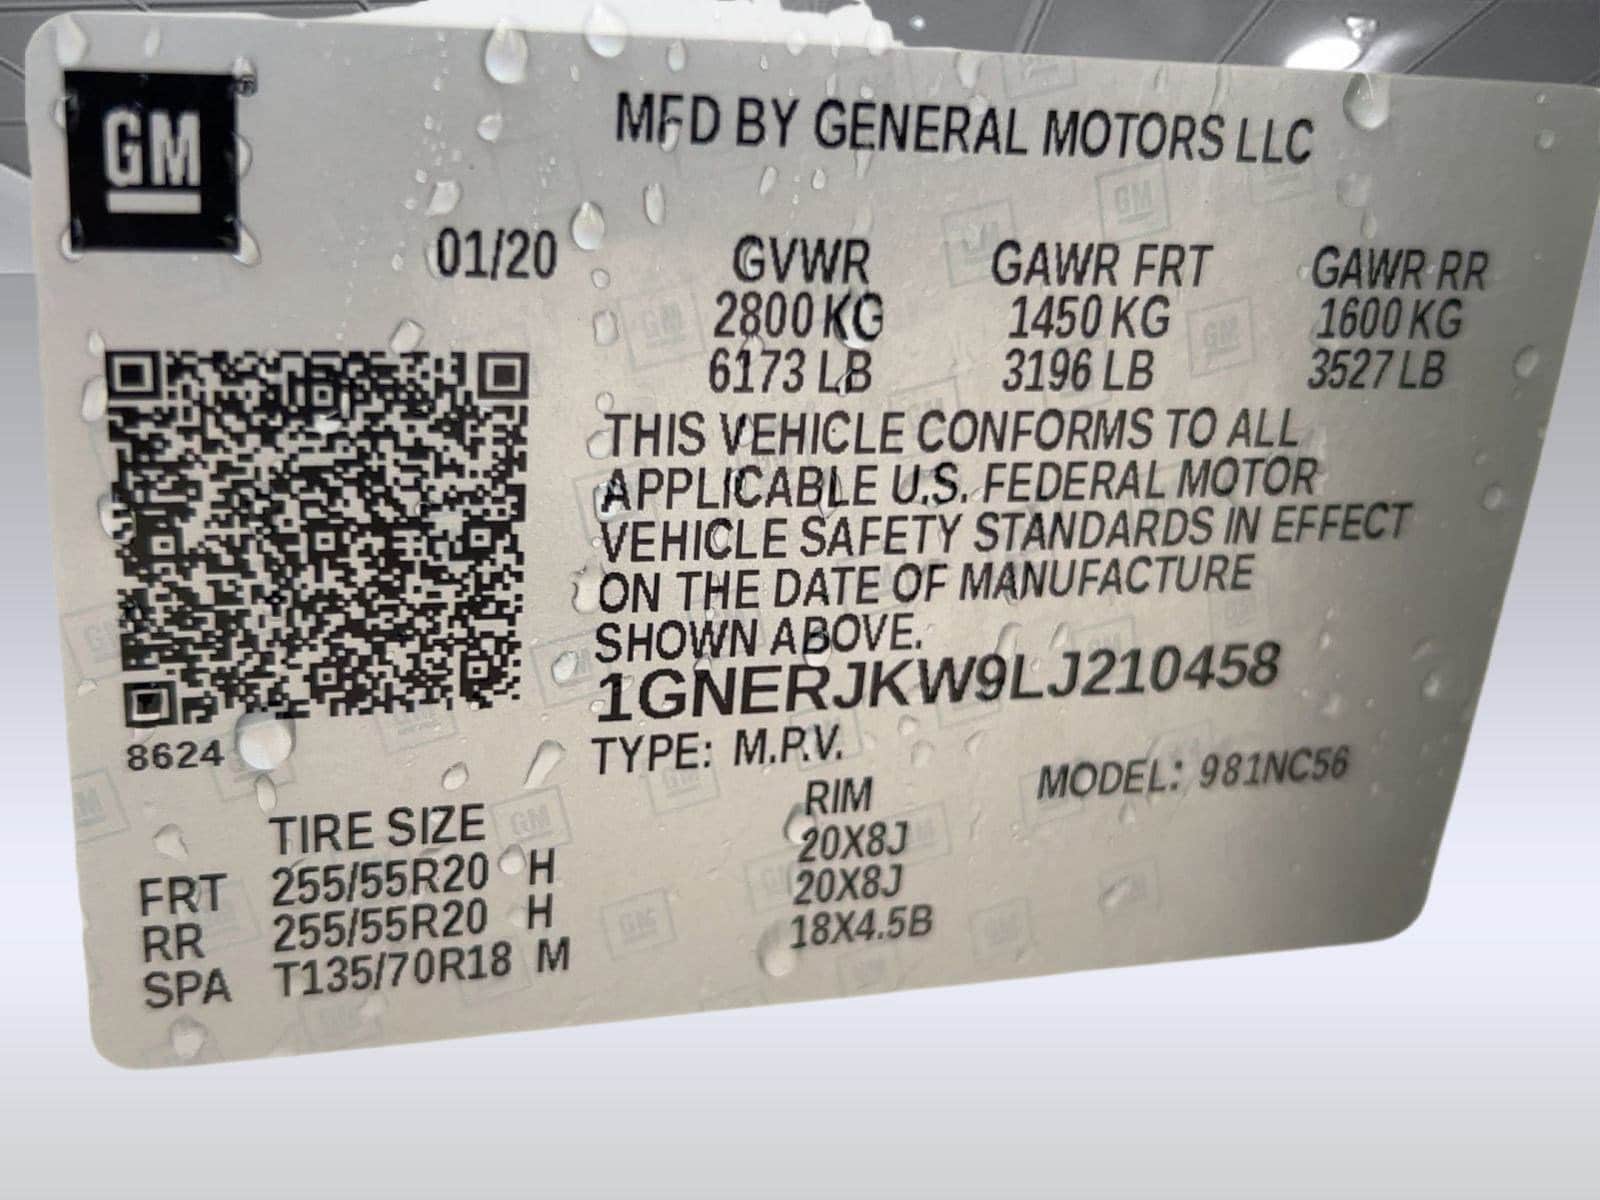 GM
MFD BY GENERAL MOTORS LLC
01/20 GVWR GAWR FRT GAWR RR
2800 KG 1450 KG 1600 KG
6173 LB 3196 LB 3527 LB
THIS VEHICLE CONFORMS TO ALL
APPLICABLE U.S. FEDERAL MOTOR
VEHICLE SAFETY STANDARDS IN EFFECT
ON THE DATE OF MANUFACTURE
SHOWN ABOVE.
1GNERJKW9LJ210458
8624 TYPE: M.P.V. MODEL: 981NC56
TIRE SIZE RIM
FRT 255/55R20 H 20X8J
RR 255/55R20 H 20X8J
SPA T135/70R18 M 18X4.5B